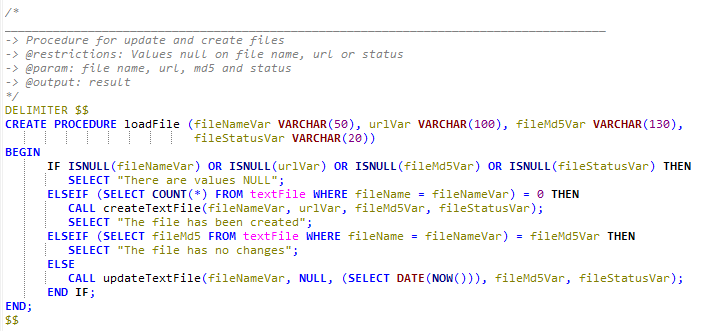 /*
________________________________________________________________________________________
-> Procedure for update and create files
-> @restrictions: Values null on file name, url or status
-> @param: file name, url, md5 and status
-> @output: result
*/
DELIMITER $$
CREATE PROCEDURE loadFile (fileNameVar VARCHAR(50), urlVar VARCHAR(100), fileMd5Var VARCHAR(130),
fileStatusVar VARCHAR(20))
BEGIN
IF ISNULL(fileNameVar) OR ISNULL(urlVar) OR ISNULL(fileMd5Var) OR ISNULL(fileStatusVar) THEN
SELECT "There are values NULL";
ELSEIF (SELECT COUNT(*) FROM textFile WHERE fileName = fileNameVar) = 0 THEN
CALL createTextFile(fileNameVar, urlVar, fileMd5Var, fileStatusVar);
SELECT "The file has been created";
ELSEIF (SELECT fileMd5 FROM textFile WHERE fileName = fileNameVar) = fileMd5Var THEN
SELECT "The file has no changes";
ELSE
CALL updateTextFile(fileNameVar, NULL, (SELECT DATE(NOW())), fileMd5Var, fileStatusVar);
END IF;
END;
$$